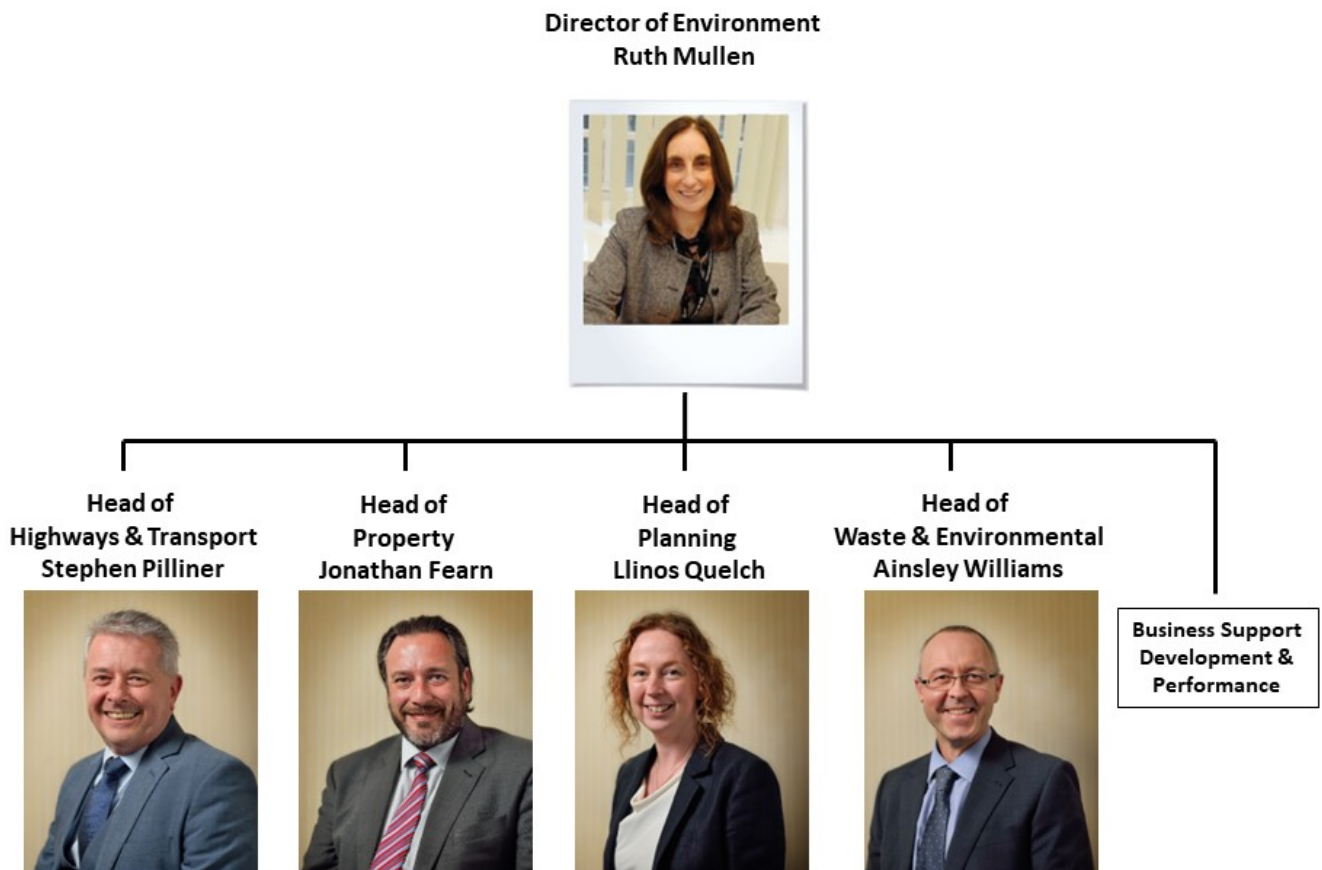 Director of Environment
Ruth Mullen
Head of
Highways & Transport
Stephen Pilliner
Head of
Property
Jonathan Fearn
Head of
Planning
Llinos Quelch
Head of
Waste & Environmental
Ainsley Williams
Business Support
Development &
Performance